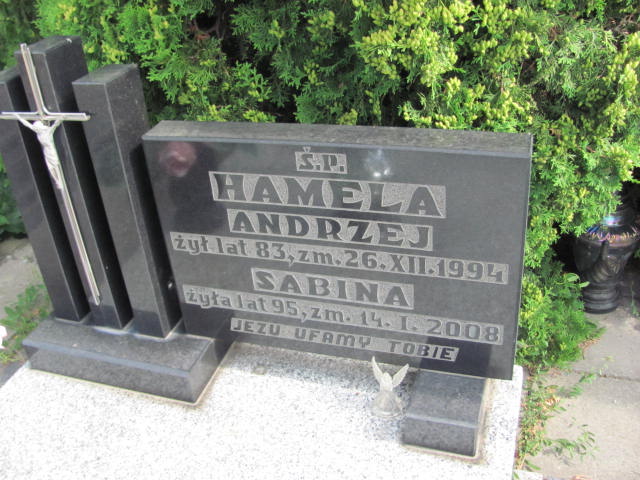 Ś.P.
HAMELA
ANDRZEJ
żył lat 83, zm. 26.XII.1994
SABINA
żyła lat 95, zm. 14. I. 2008
JEZU UFAMY TOBIE